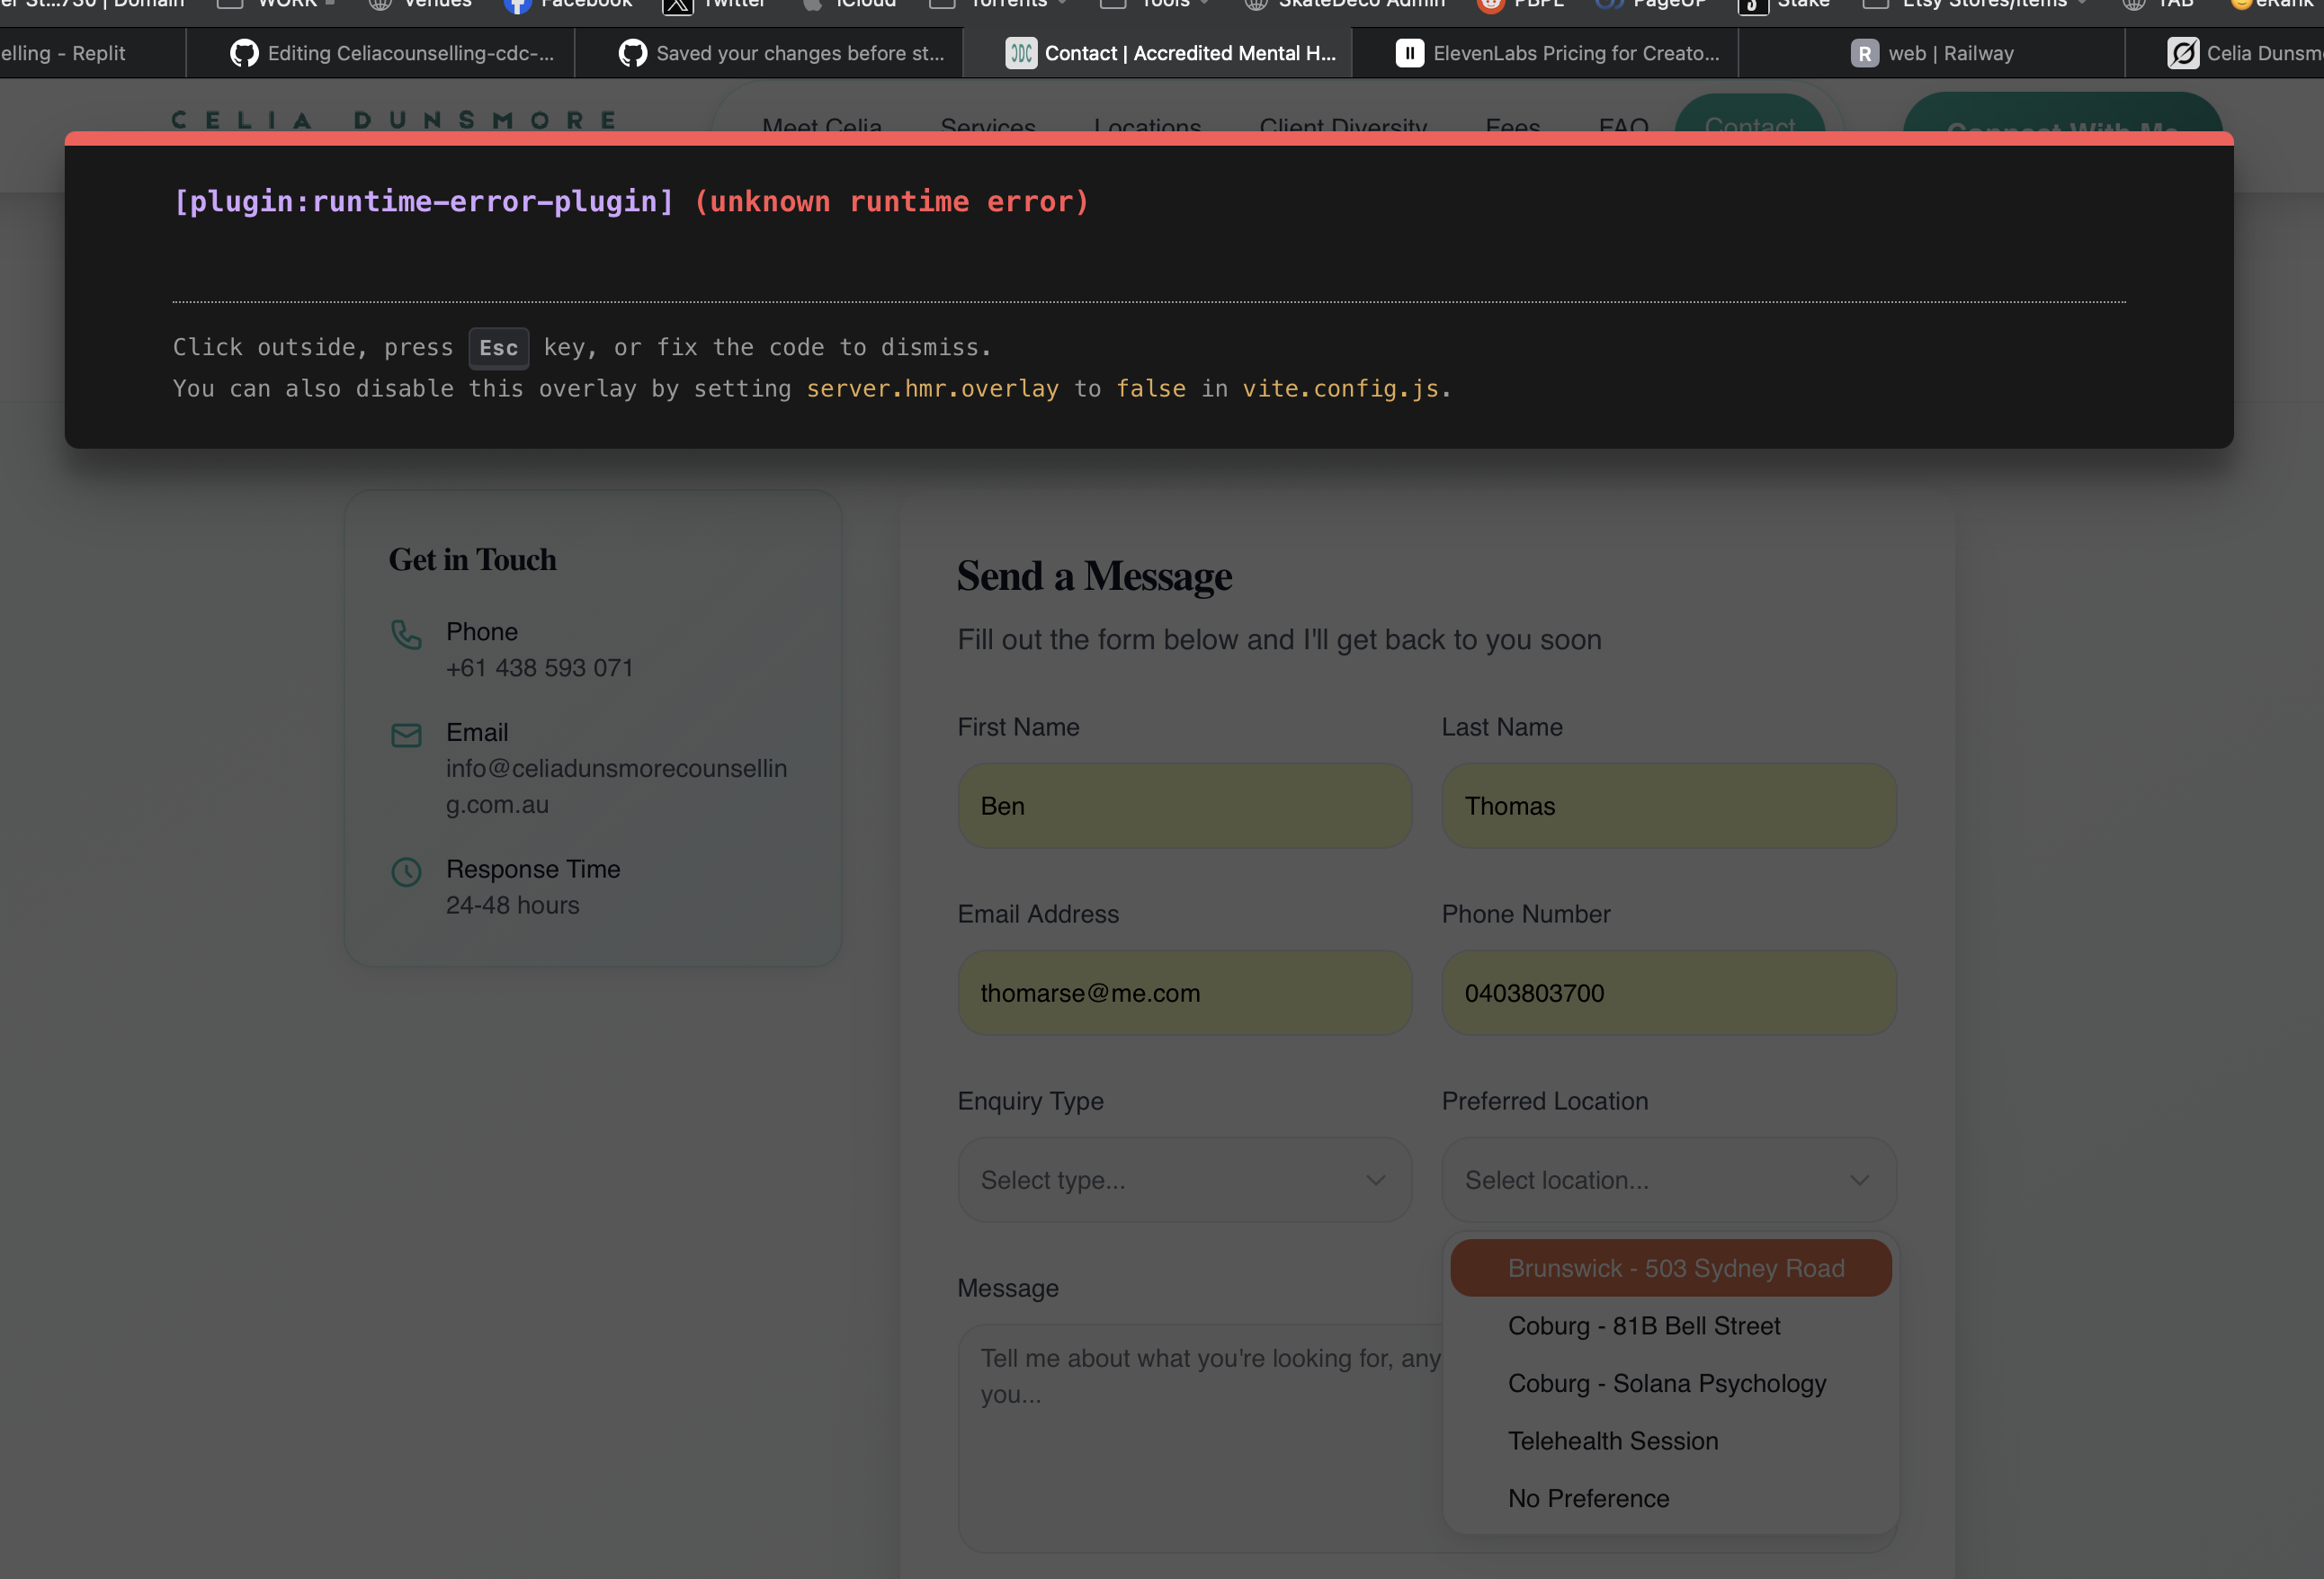 WORK
Venues
Facebook
Twitter
iCloud
Torrents
Tools
SkateDeco Admin
PBPL
PageUP
Stake
Etsy Stores/Items
TAB
eRank
elling - Replit
Editing Celiacounselling-cdc-...
Saved your changes before st...
Contact | Accredited Mental H...
ElevenLabs Pricing for Creato...
web | Railway
Celia Dunsm
CELIA DUNSMORE
Meet Celia
Services
Locations
Client Diversity
Fees
FAQ
Contact
Connect With Me
[plugin:runtime-error-plugin] (unknown runtime error)
Click outside, press Esc key, or fix the code to dismiss.
You can also disable this overlay by setting server.hmr.overlay to false in vite.config.js.
Get in Touch
Phone
+61 438 593 071
Email
info@celiadunsmorecounsellin
g.com.au
Response Time
24-48 hours
Send a Message
Fill out the form below and I'll get back to you soon
First Name
Last Name
Ben
Thomas
Email Address
Phone Number
thomarse@me.com
0403803700
Enquiry Type
Preferred Location
Select type...
Select location...
Brunswick - 503 Sydney Road
Coburg - 81B Bell Street
Coburg - Solana Psychology
Telehealth Session
No Preference
Message
Tell me about what you're looking for, any
you...